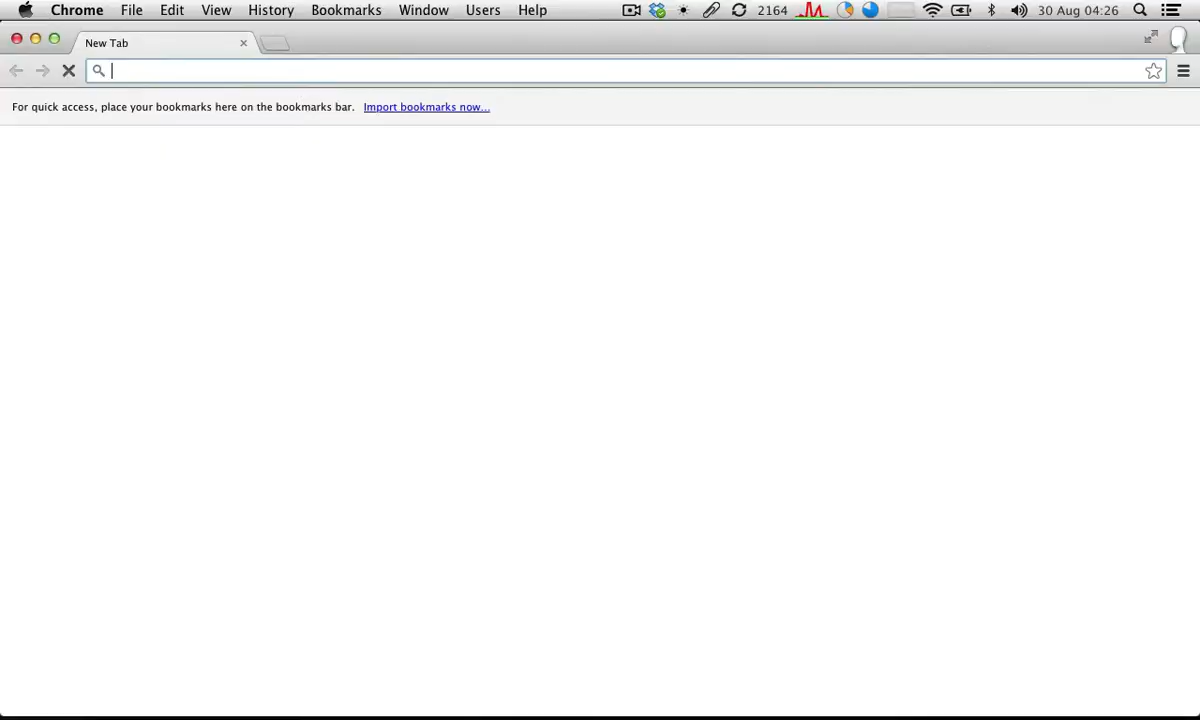 Chrome File Edit View History Bookmarks Window Users Help 2164 30 Aug 04:26
New Tab
For quick access, place your bookmarks here on the bookmarks bar. Import bookmarks now...